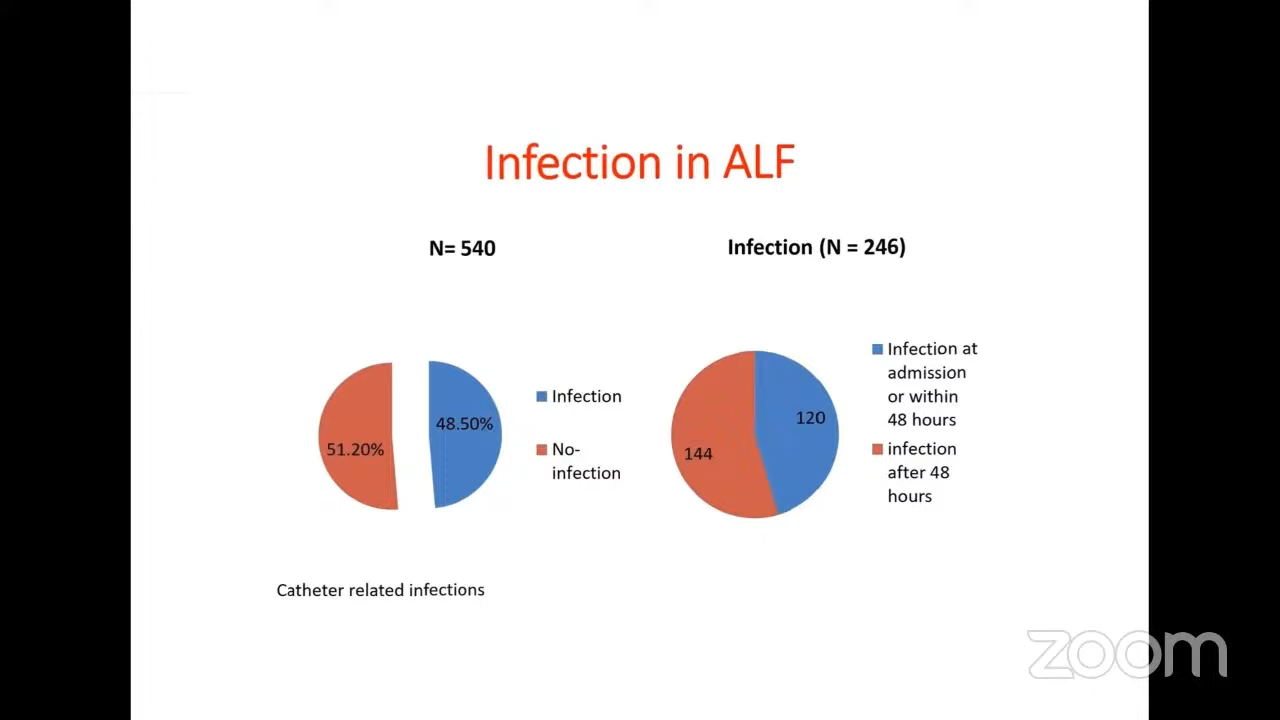 Infection in ALF
N= 540
Infection (N = 246)
48.50%
51.20%
Infection
No-
infection
120
144
Infection at
admission
or within
48 hours
infection
after 48
hours
Catheter related infections
zoom